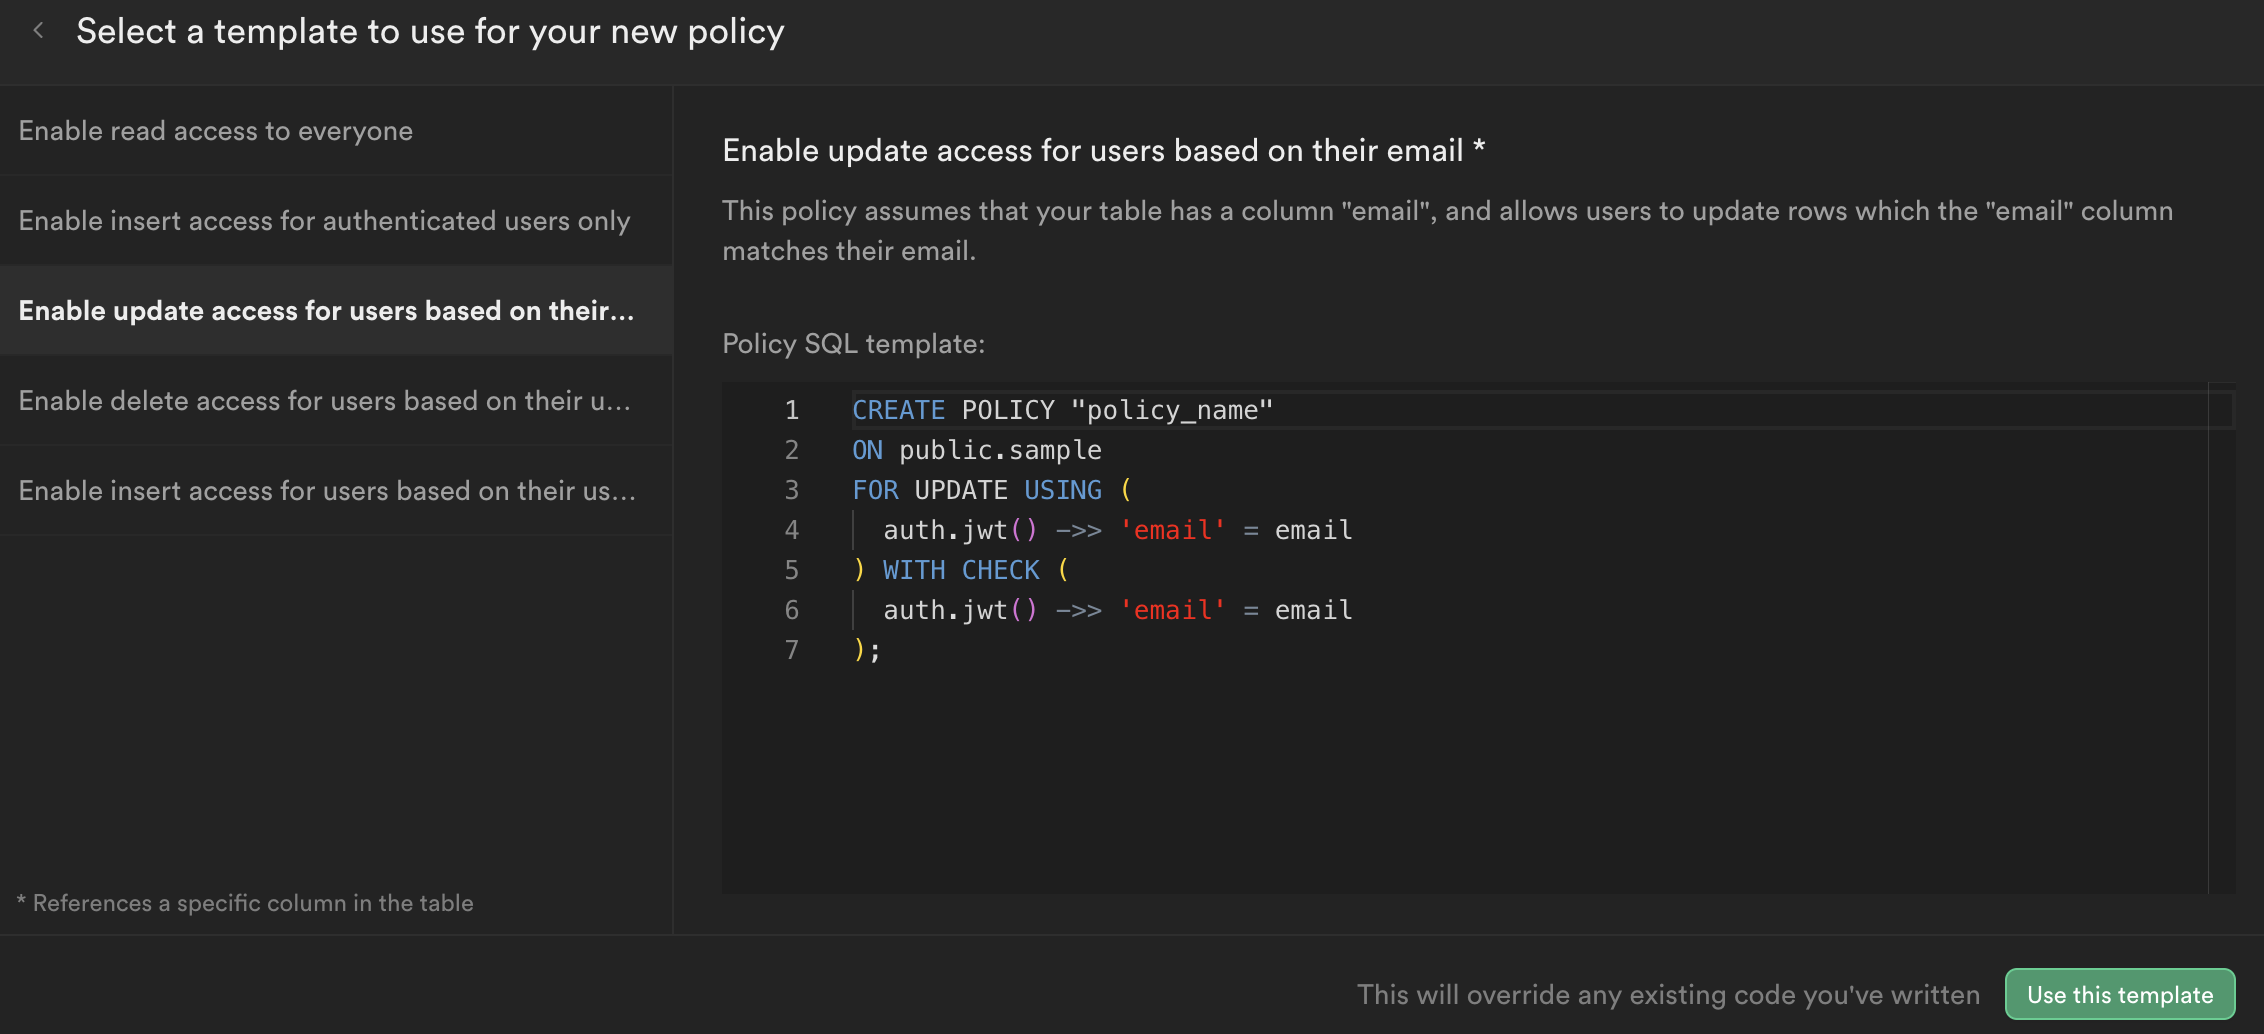 Select a template to use for your new policy
Enable read access to everyone
Enable insert access for authenticated users only
Enable update access for users based on their...
Enable delete access for users based on their u...
Enable insert access for users based on their us...
* References a specific column in the table
Enable update access for users based on their email *
This policy assumes that your table has a column "email", and allows users to update rows which the "email" column
matches their email.
Policy SQL template:
1 CREATE POLICY "policy_name"
2 ON public.sample
3 FOR UPDATE USING (
4   auth.jwt() ->> 'email' = email
5 ) WITH CHECK (
6   auth.jwt() ->> 'email' = email
7 );
This will override any existing code you've written
Use this template